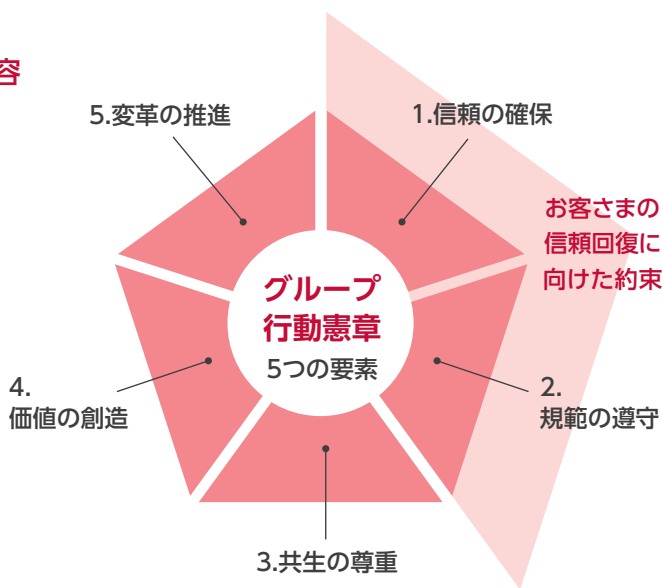 容
5.変革の推進
1.信頼の確保
お客さまの
信頼回復に
向けた約束
グループ
行動憲章
5つの要素
4.
価値の創造
2.
規範の遵守
3.共生の尊重